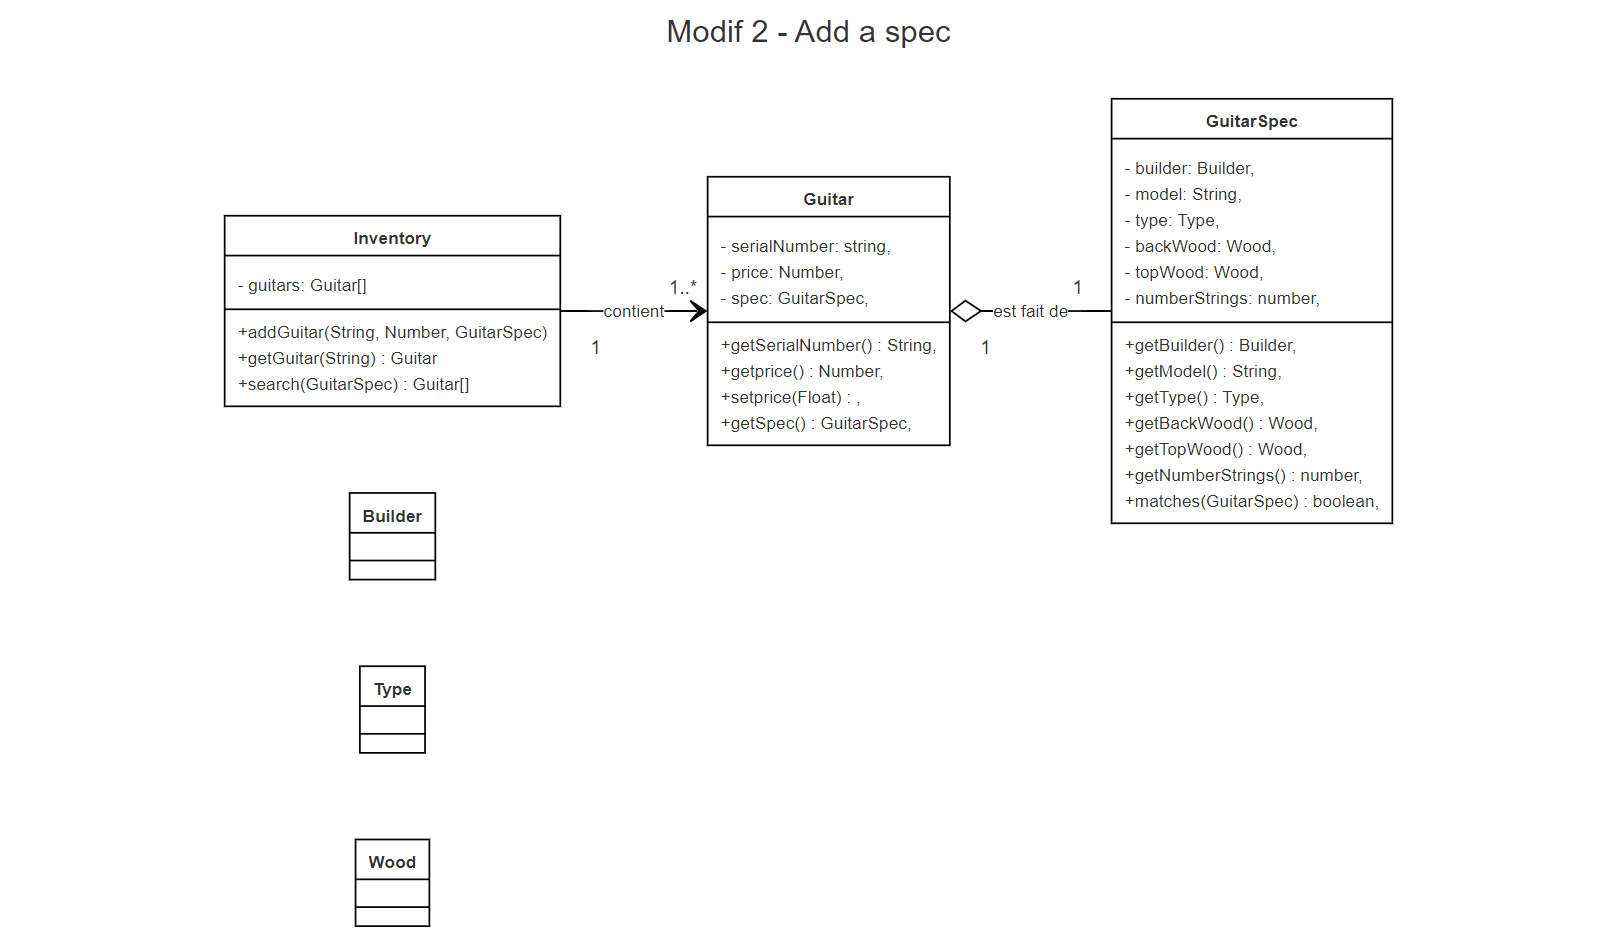 Modif 2 - Add a spec
Inventory
- guitars: Guitar[]
+addGuitar(String, Number, GuitarSpec)
+getGuitar(String) : Guitar
+search(GuitarSpec) : Guitar[]
1..*
contient
1
Guitar
- serialNumber: string,
- price: Number,
- spec: GuitarSpec,
+getSerialNumber() : String,
+getprice() : Number,
+setprice(Float) : ,
+getSpec() : GuitarSpec,
1
est fait de
1
GuitarSpec
- builder: Builder,
- model: String,
- type: Type,
- backWood: Wood,
- topWood: Wood,
- numberStrings: number,
+getBuilder() : Builder,
+getModel() : String,
+getType() : Type,
+getBackWood() : Wood,
+getTopWood() : Wood,
+getNumberStrings() : number,
+matches(GuitarSpec) : boolean,
Builder
Type
Wood